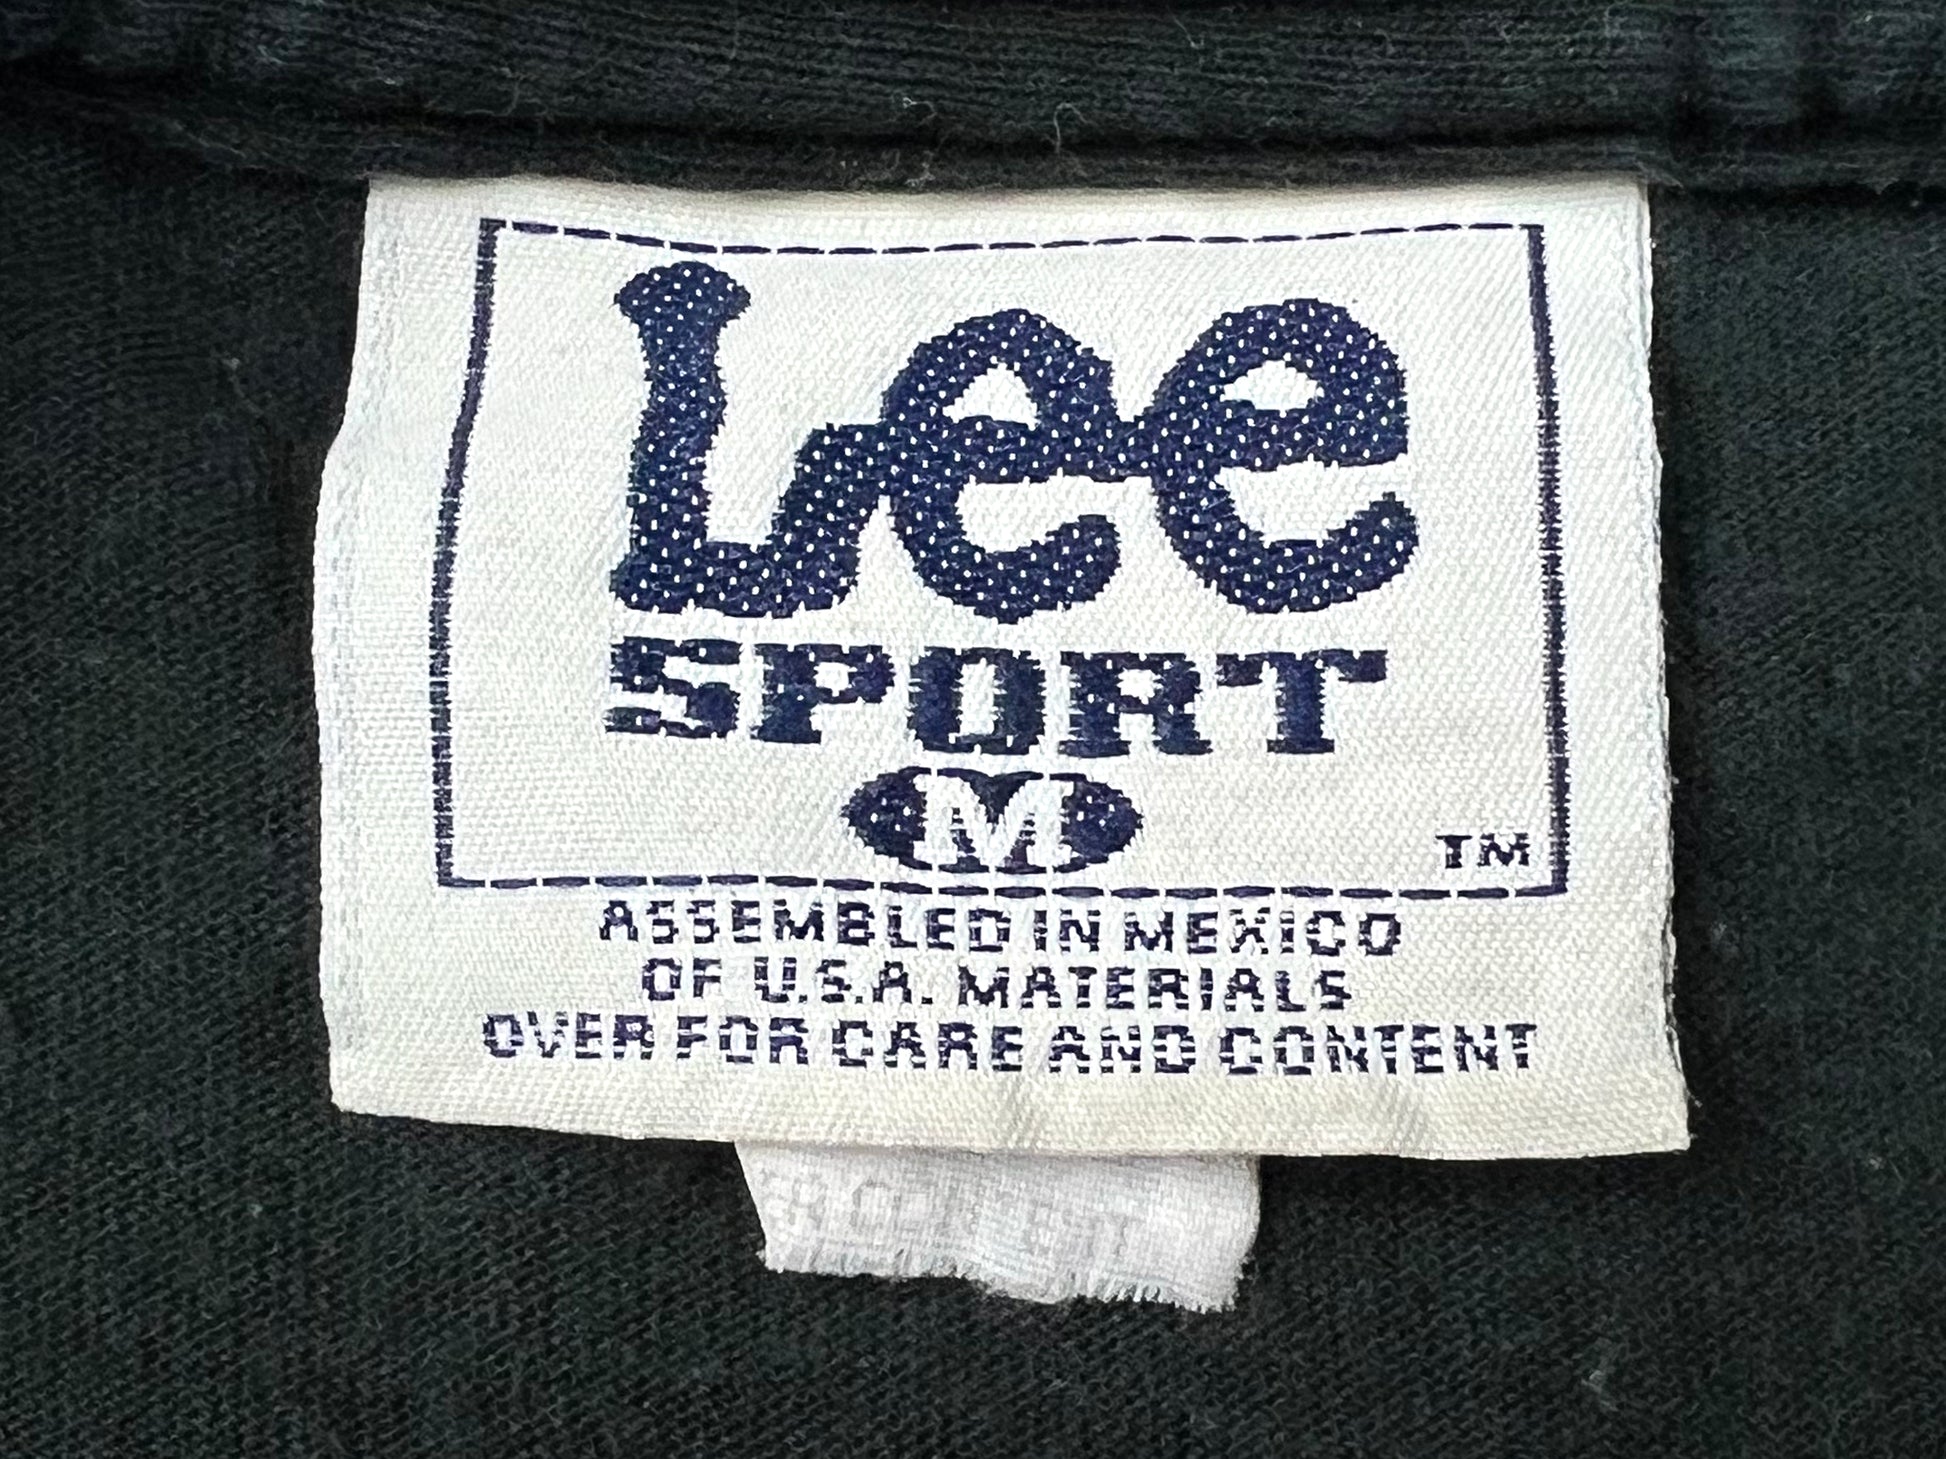 Lee
SPORT
M
TM
ASSEMBLED IN MEXICO
OF U.S.A. MATERIALS
OVER FOR CARE AND CONTENT